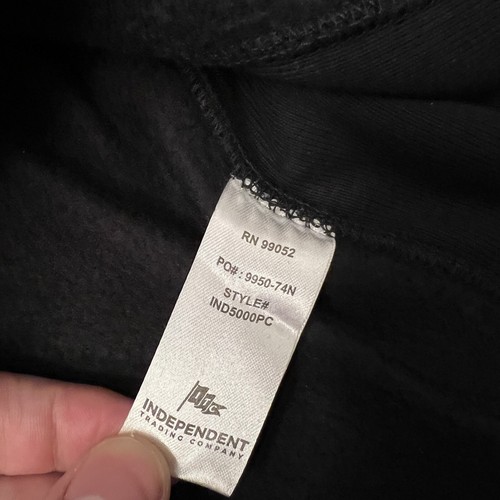 RN 99052
PO#: 9950-74N
STYLE#
IND5000PC
INDEPENDENT
TRADING COMPANY